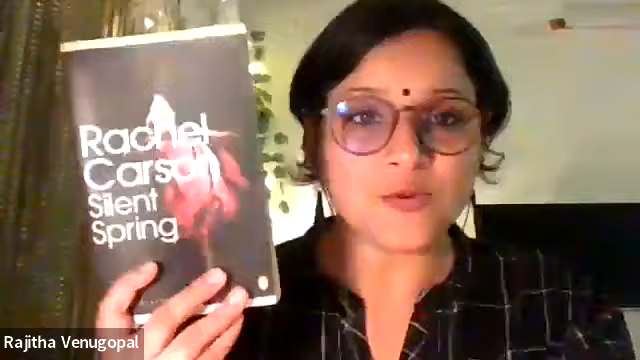 Rachel
Carson
Silent
Spring
Rajitha Venugopal